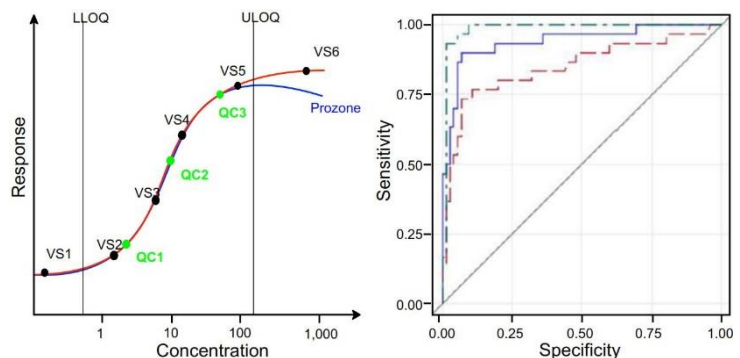 LLOQ
ULOQ
VS6
VS5
Prozone
QC3
VS4
QC2
VS3
VS2
QC1
VS1
Response
1
10
100
1,000
Concentration
1.00
0.75
0.50
0.25
0.00
Sensitivity
0.00
0.25
0.50
0.75
1.00
Specificity